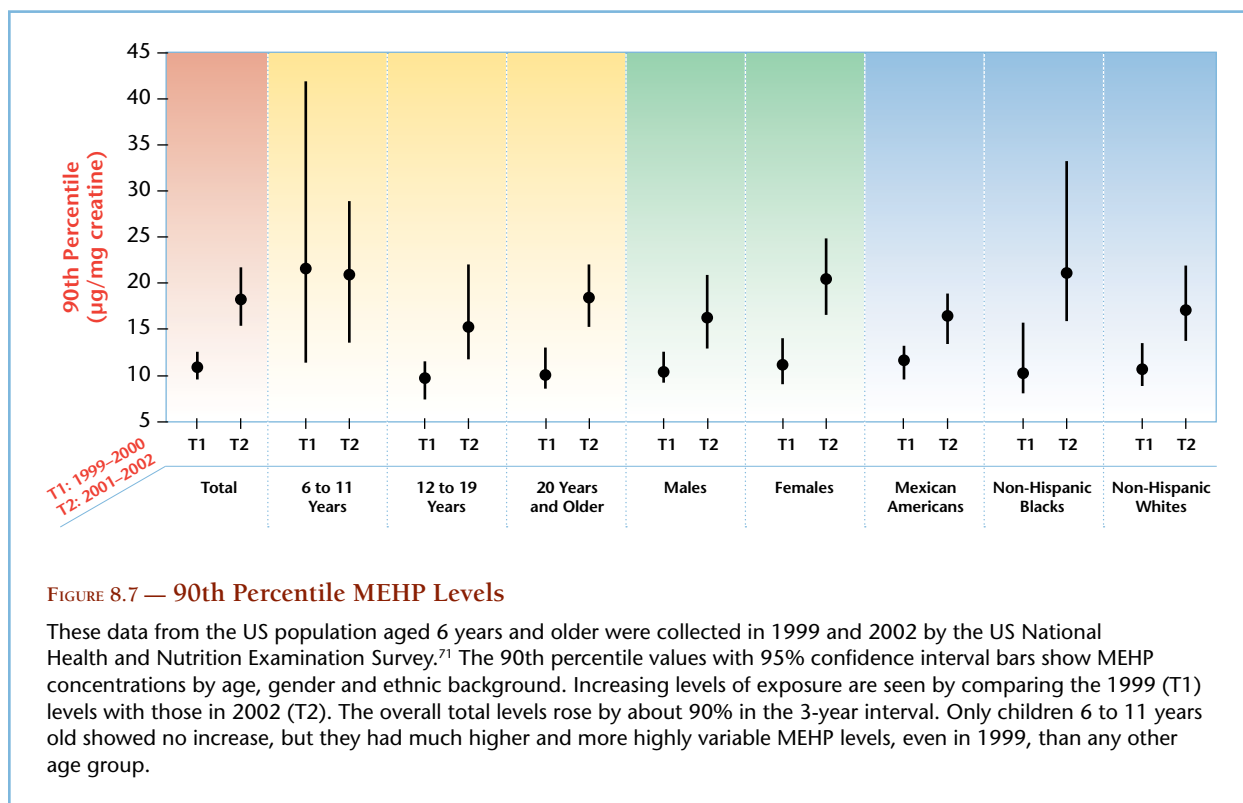 45
40
35
30
25
20
15
10
5
90th Percentile
(µg/mg creatine)
T1 T2 T1 T2 T1 T2 T1 T2 T1 T2 T1 T2 T1 T2 T1 T2 T1 T2
T1: 1999–2000
T2: 2001–2002
Total
6 to 11
Years
12 to 19
Years
20 Years
and Older
Males
Females
Mexican
Americans
Non-Hispanic
Blacks
Non-Hispanic
Whites
FIGURE 8.7 — 90th Percentile MEHP Levels
These data from the US population aged 6 years and older were collected in 1999 and 2002 by the US National
Health and Nutrition Examination Survey.71 The 90th percentile values with 95% confidence interval bars show MEHP
concentrations by age, gender and ethnic background. Increasing levels of exposure are seen by comparing the 1999 (T1)
levels with those in 2002 (T2). The overall total levels rose by about 90% in the 3-year interval. Only children 6 to 11 years
old showed no increase, but they had much higher and more highly variable MEHP levels, even in 1999, than any other
age group.